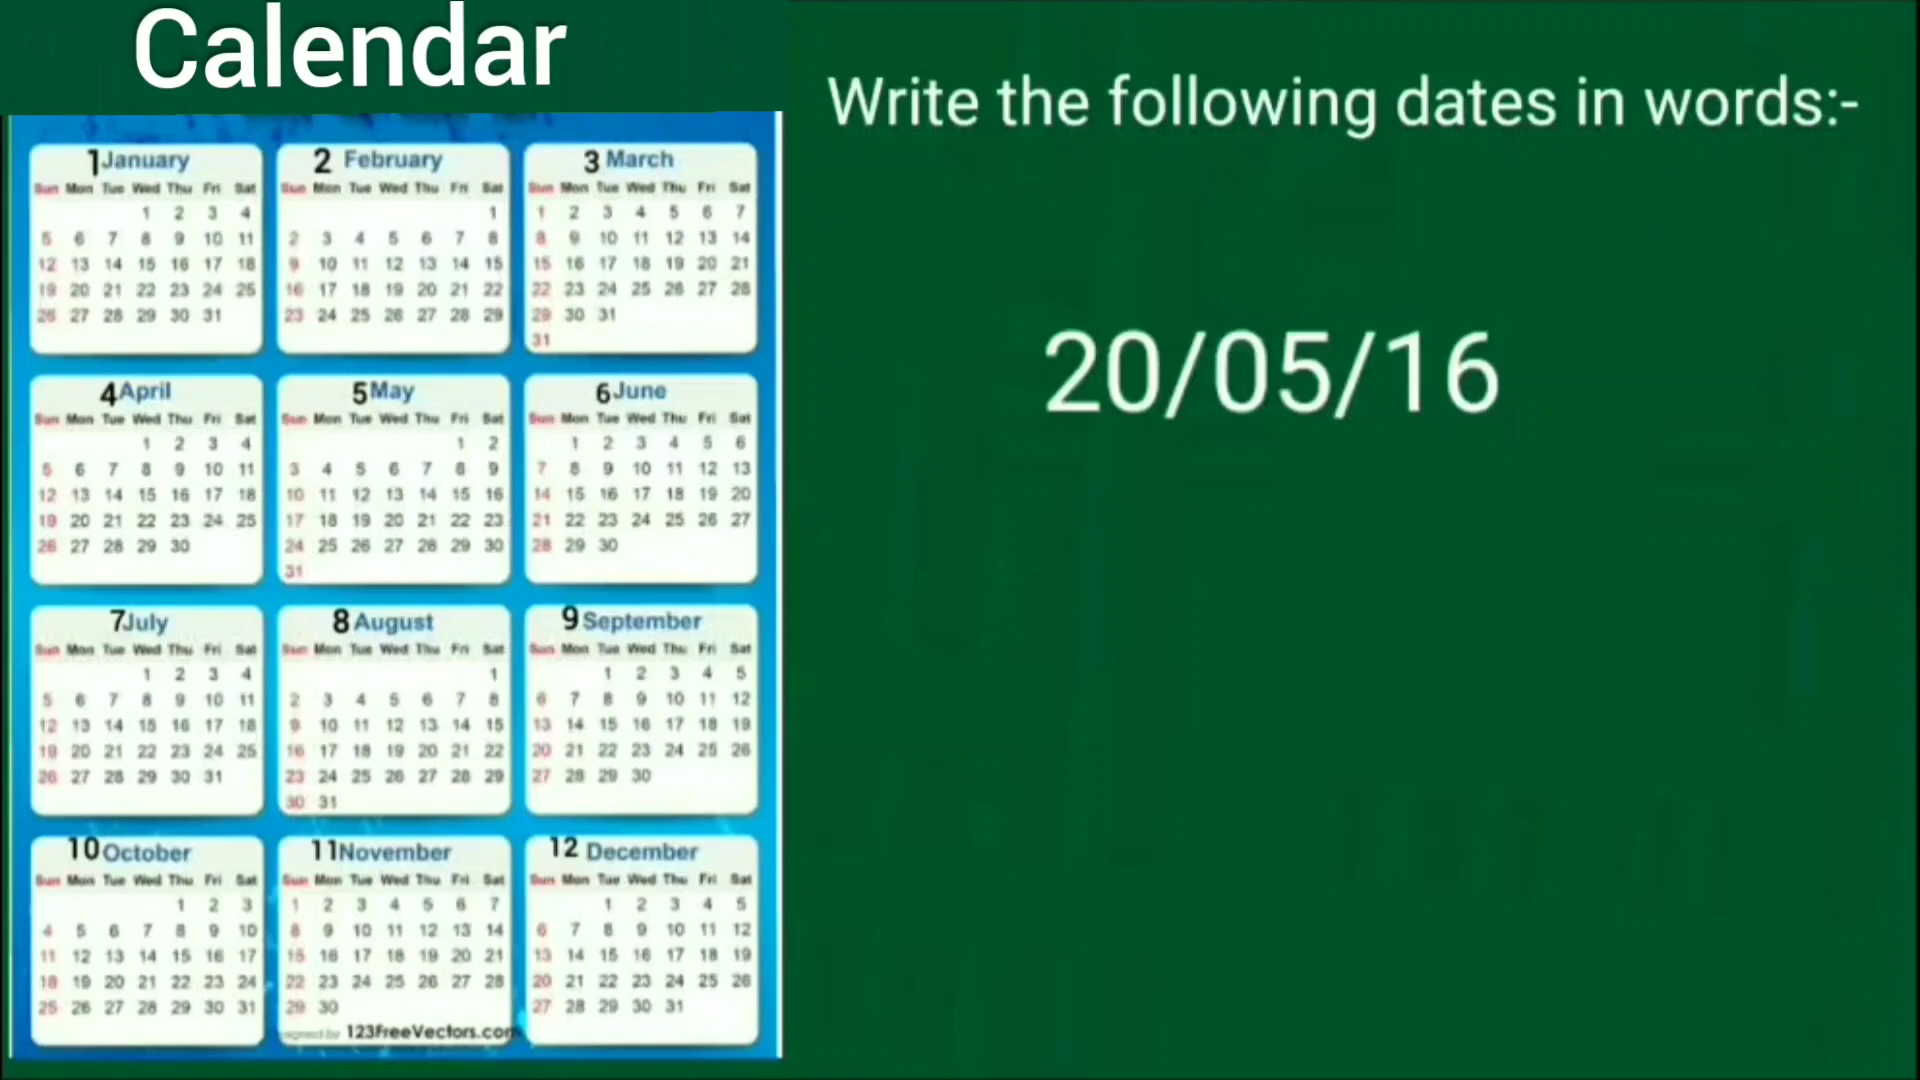 Calendar
Write the following dates in words:-
20/05/16
1 January
Sun Mon Tue Wed Thu Fri Sat
1 2 3 4
5 6 7 8 9 10 11
12 13 14 15 16 17 18
19 20 21 22 23 24 25
26 27 28 29 30 31
2 February
Sun Mon Tue Wed Thu Fri Sat
1
2 3 4 5 6 7 8
9 10 11 12 13 14 15
16 17 18 19 20 21 22
23 24 25 26 27 28 29
3 March
Sun Mon Tue Wed Thu Fri Sat
1 2 3 4 5 6 7
8 9 10 11 12 13 14
15 16 17 18 19 20 21
22 23 24 25 26 27 28
29 30 31
31
4 April
Sun Mon Tue Wed Thu Fri Sat
1 2 3 4
5 6 7 8 9 10 11
12 13 14 15 16 17 18
19 20 21 22 23 24 25
26 27 28 29 30
5 May
Sun Mon Tue Wed Thu Fri Sat
1 2
3 4 5 6 7 8 9
10 11 12 13 14 15 16
17 18 19 20 21 22 23
24 25 26 27 28 29 30
31
6 June
Sun Mon Tue Wed Thu Fri Sat
1 2 3 4 5 6
7 8 9 10 11 12 13
14 15 16 17 18 19 20
21 22 23 24 25 26 27
28 29 30
7 July
Sun Mon Tue Wed Thu Fri Sat
1 2 3 4
5 6 7 8 9 10 11
12 13 14 15 16 17 18
19 20 21 22 23 24 25
26 27 28 29 30 31
8 August
Sun Mon Tue Wed Thu Fri Sat
1
2 3 4 5 6 7 8
9 10 11 12 13 14 15
16 17 18 19 20 21 22
23 24 25 26 27 28 29
30 31
9 September
Sun Mon Tue Wed Thu Fri Sat
1 2 3 4 5
6 7 8 9 10 11 12
13 14 15 16 17 18 19
20 21 22 23 24 25 26
27 28 29 30
10 October
Sun Mon Tue Wed Thu Fri Sat
1 2 3
4 5 6 7 8 9 10
11 12 13 14 15 16 17
18 19 20 21 22 23 24
25 26 27 28 29 30 31
11 November
Sun Mon Tue Wed Thu Fri Sat
1 2 3 4 5 6 7
8 9 10 11 12 13 14
15 16 17 18 19 20 21
22 23 24 25 26 27 28
29 30
12 December
Sun Mon Tue Wed Thu Fri Sat
1 2 3 4 5
6 7 8 9 10 11 12
13 14 15 16 17 18 19
20 21 22 23 24 25 26
27 28 29 30 31
by 123FreeVectors.com